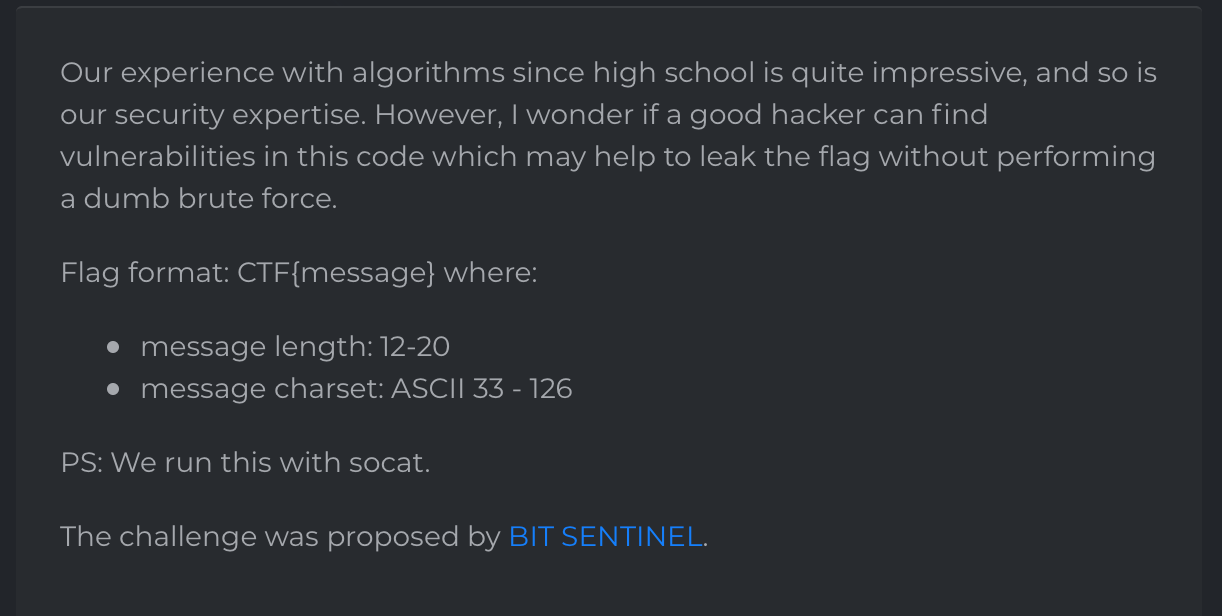 Our experience with algorithms since high school is quite impressive, and so is
our security expertise. However, I wonder if a good hacker can find
vulnerabilities in this code which may help to leak the flag without performing
a dumb brute force.
Flag format: CTF{message} where:
● message length: 12-20
● message charset: ASCII 33 - 126
PS: We run this with socat.
The challenge was proposed by BIT SENTINEL.